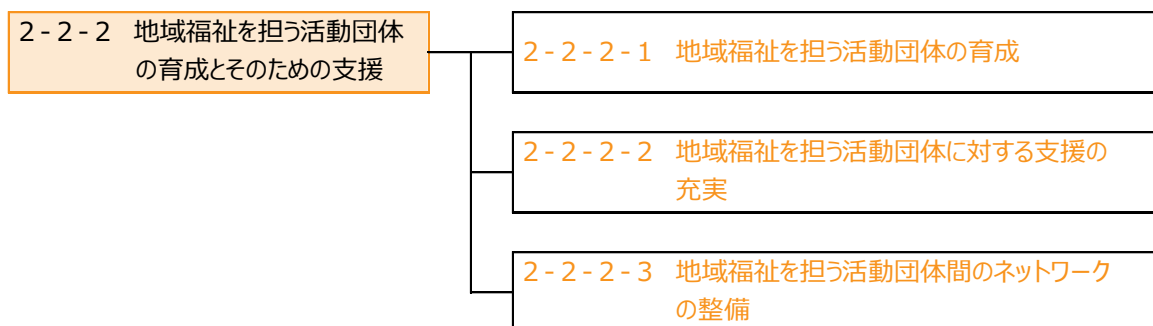 2-2-2 地域福祉を担う活動団体
の育成とそのための支援
2-2-2-1 地域福祉を担う活動団体の育成
2-2-2-2 地域福祉を担う活動団体に対する支援の
充実
2-2-2-3 地域福祉を担う活動団体間のネットワーク
の整備